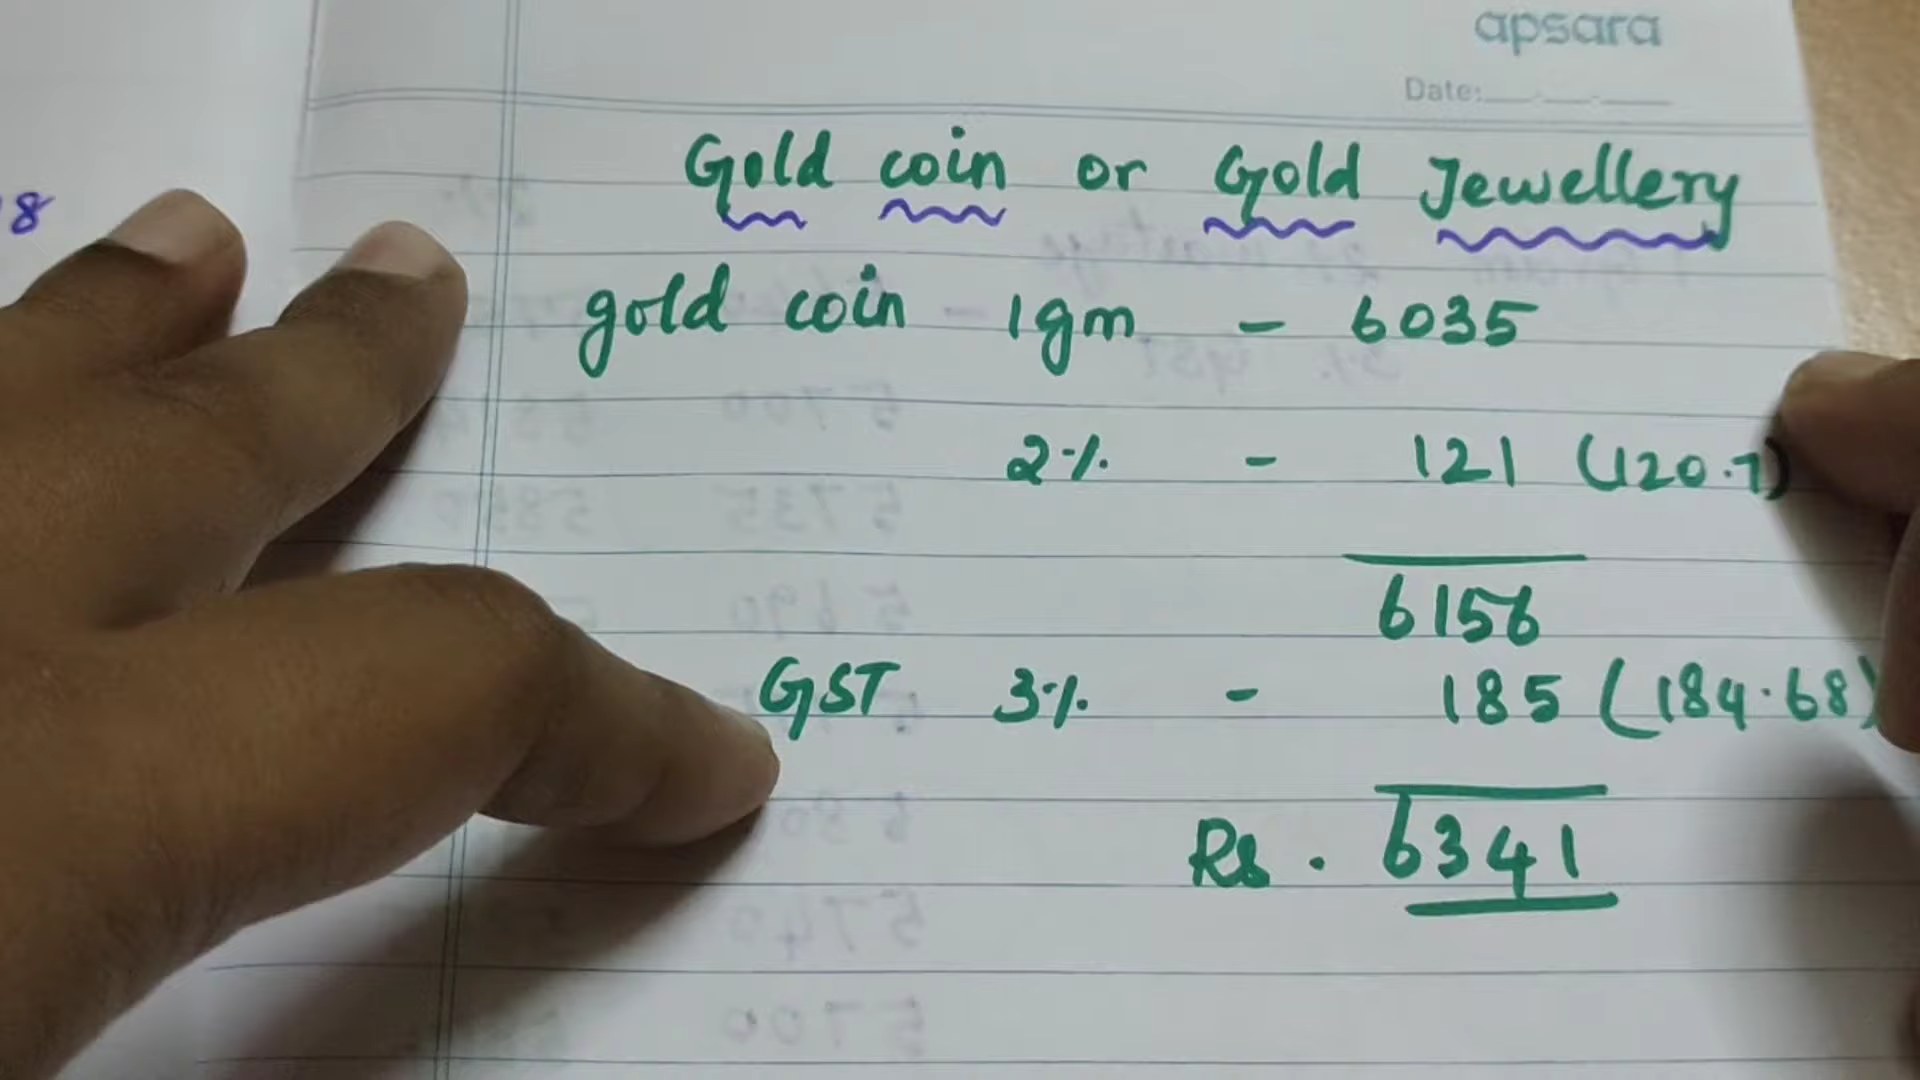 apsara
Date:
Gold coin or Gold Jewellery
gold coin 1gm - 6035
2% - 121 (120.7)
6156
GST 3% - 185 (184.68)
Rs. 6341
8